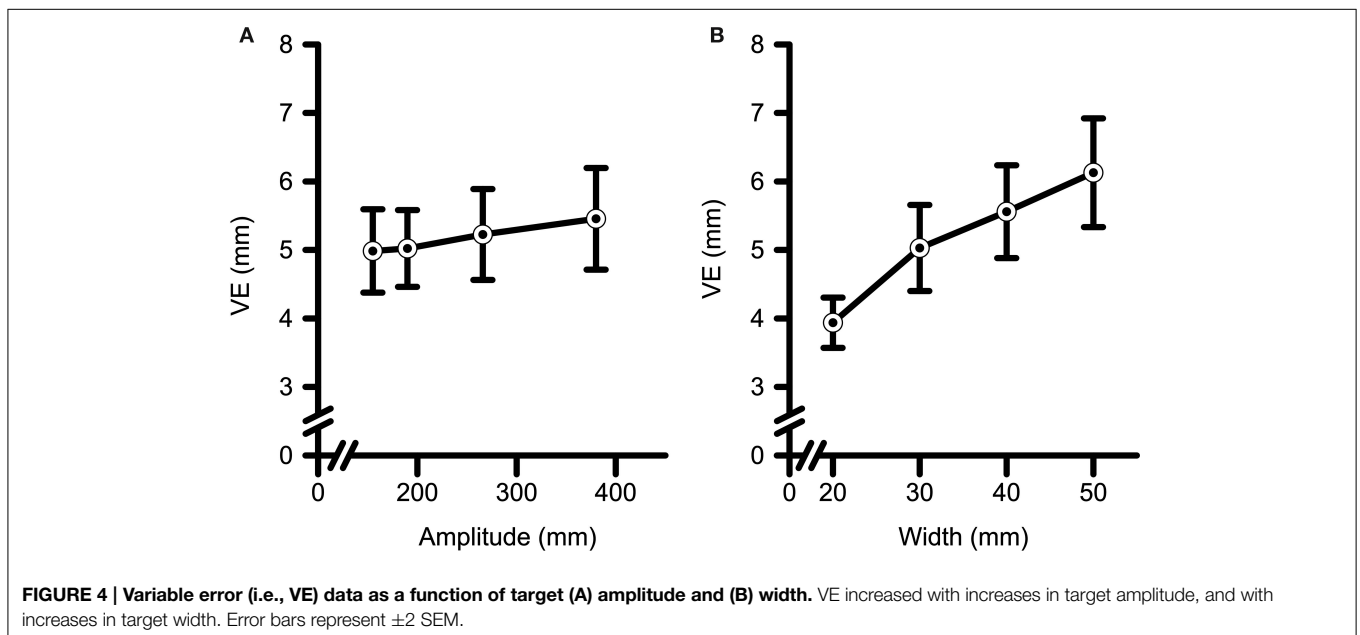 A
8
7
6
5
4
3
0
VE (mm)
0 200 300 400
Amplitude (mm)
B
8
7
6
5
4
3
0
VE (mm)
0 20 30 40 50
Width (mm)
FIGURE 4 | Variable error (i.e., VE) data as a function of target (A) amplitude and (B) width. VE increased with increases in target amplitude, and with
increases in target width. Error bars represent ±2 SEM.